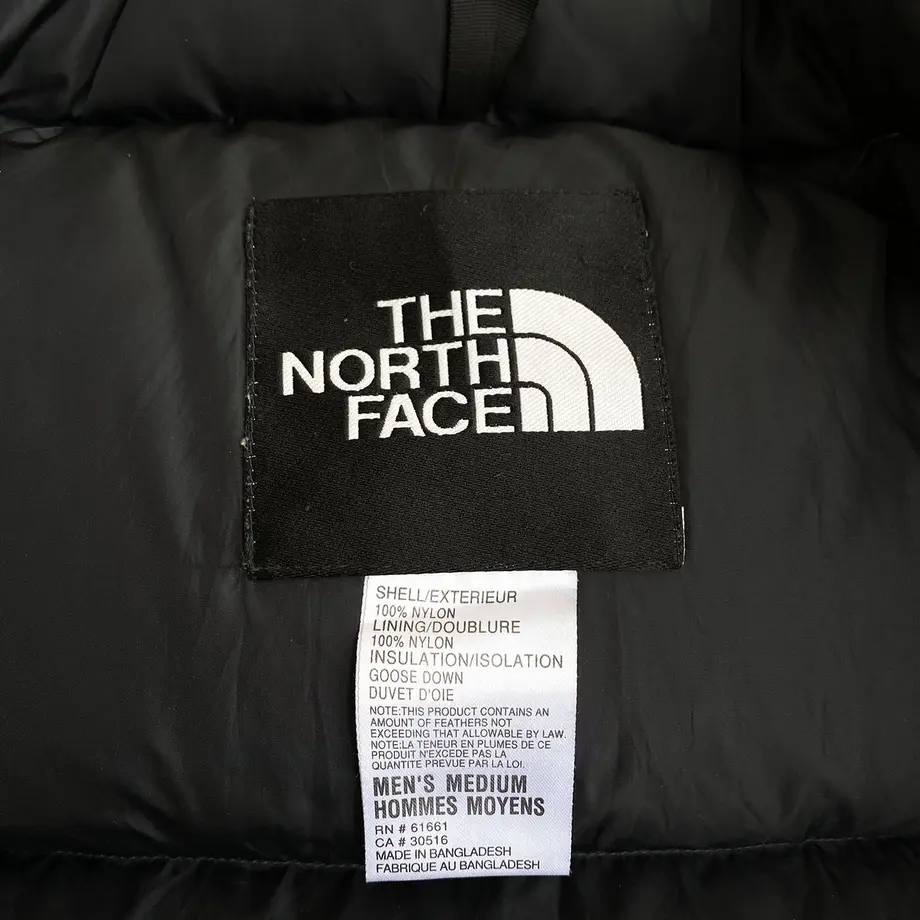 THE
NORTH
FACE
SHELL/EXTERIEUR
100% NYLON
LINING/DOUBLURE
100% NYLON
INSULATION/ISOLATION
GOOSE DOWN
DUVET D'OIE
NOTE:THIS PRODUCT CONTAINS AN
AMOUNT OF FEATHERS NOT
EXCEEDING THAT ALLOWABLE BY LAW.
NOTE:LA TENEUR EN PLUMES DE CE
PRODUIT N'EXCEDE PAS LA
QUANTITE PREVUE PAR LA LOI.
MEN'S MEDIUM
HOMMES MOYENS
RN # 61661
CA # 30516
MADE IN BANGLADESH
FABRIQUE AU BANGLADESH